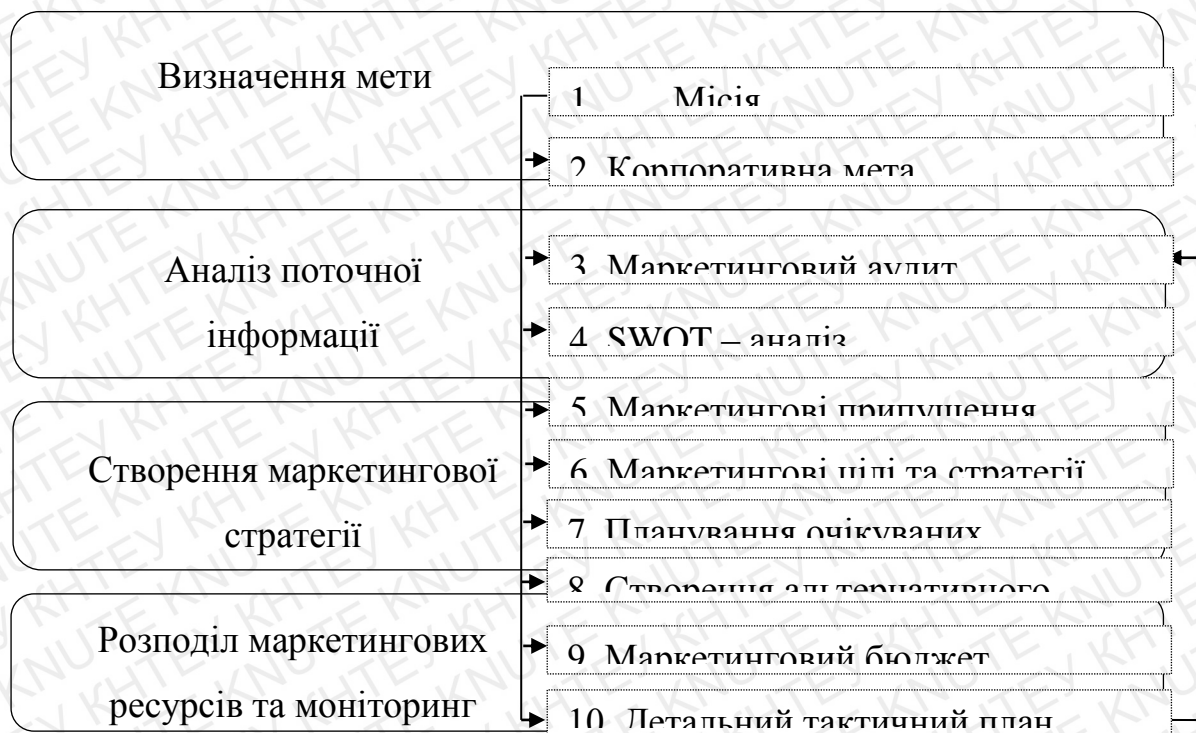 Визначення мети
1 Місія
2 Корпоративна мета
Аналіз поточної
інформації
3 Маркетинговий аудит
4 SWOT – аналіз
Створення маркетингової
стратегії
5 Маркетингові припущення
6 Маркетингові цілі та стратегії
7 Планування очікуваних
8 Створення альтернативного
Розподіл маркетингових
ресурсів та моніторинг
9 Маркетинговий бюджет
10 Детальний тактичний план